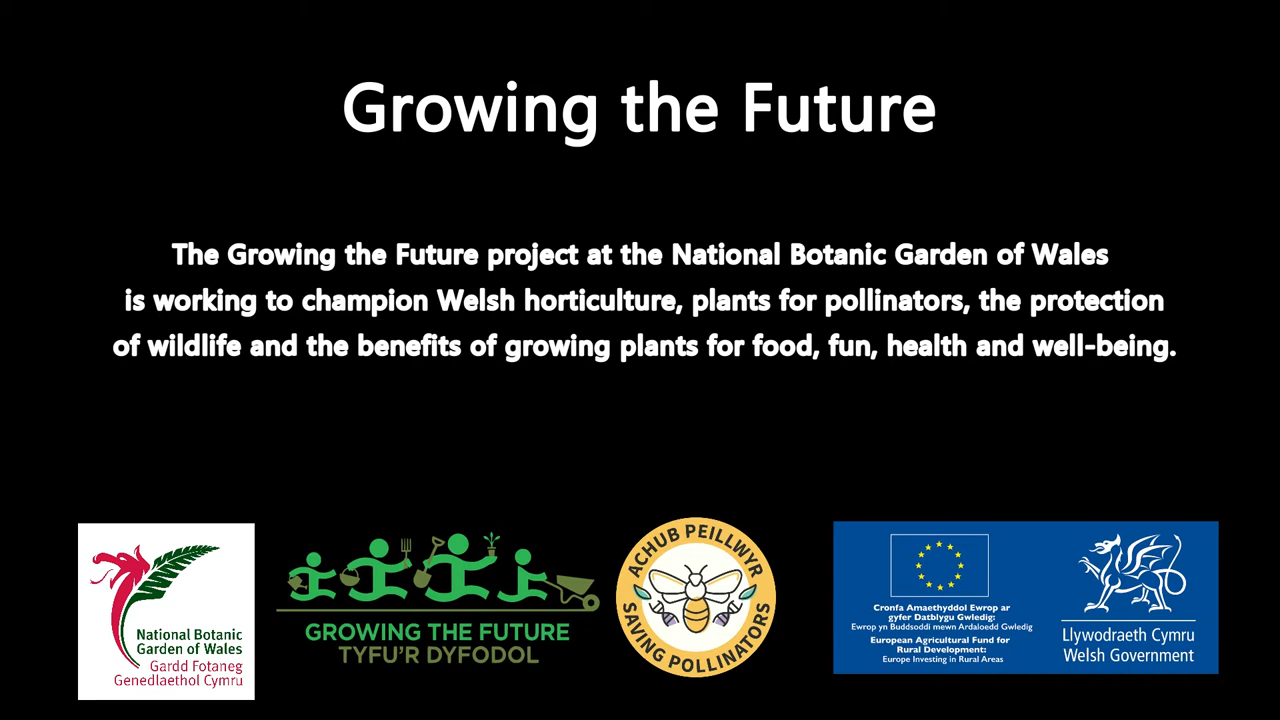 Growing the Future
The Growing the Future project at the National Botanic Garden of Wales
is working to champion Welsh horticulture, plants for pollinators, the protection
of wildlife and the benefits of growing plants for food, fun, health and well-being.
National Botanic
Garden of Wales
Gardd Fotaneg
Genedlaethol Cymru
GROWING THE FUTURE
TYFU'R DYFODOL
ACHUB PEILLWYR
SAVING POLLINATORS
Cronfa Amaethyddol Ewrop ar
gyfer Datblygu Gwledig:
Ewrop yn Buddsoddi mewn Ardaloedd Gwledig
European Agricultural Fund for
Rural Development:
Europe Investing in Rural Areas
Llywodraeth Cymru
Welsh Government